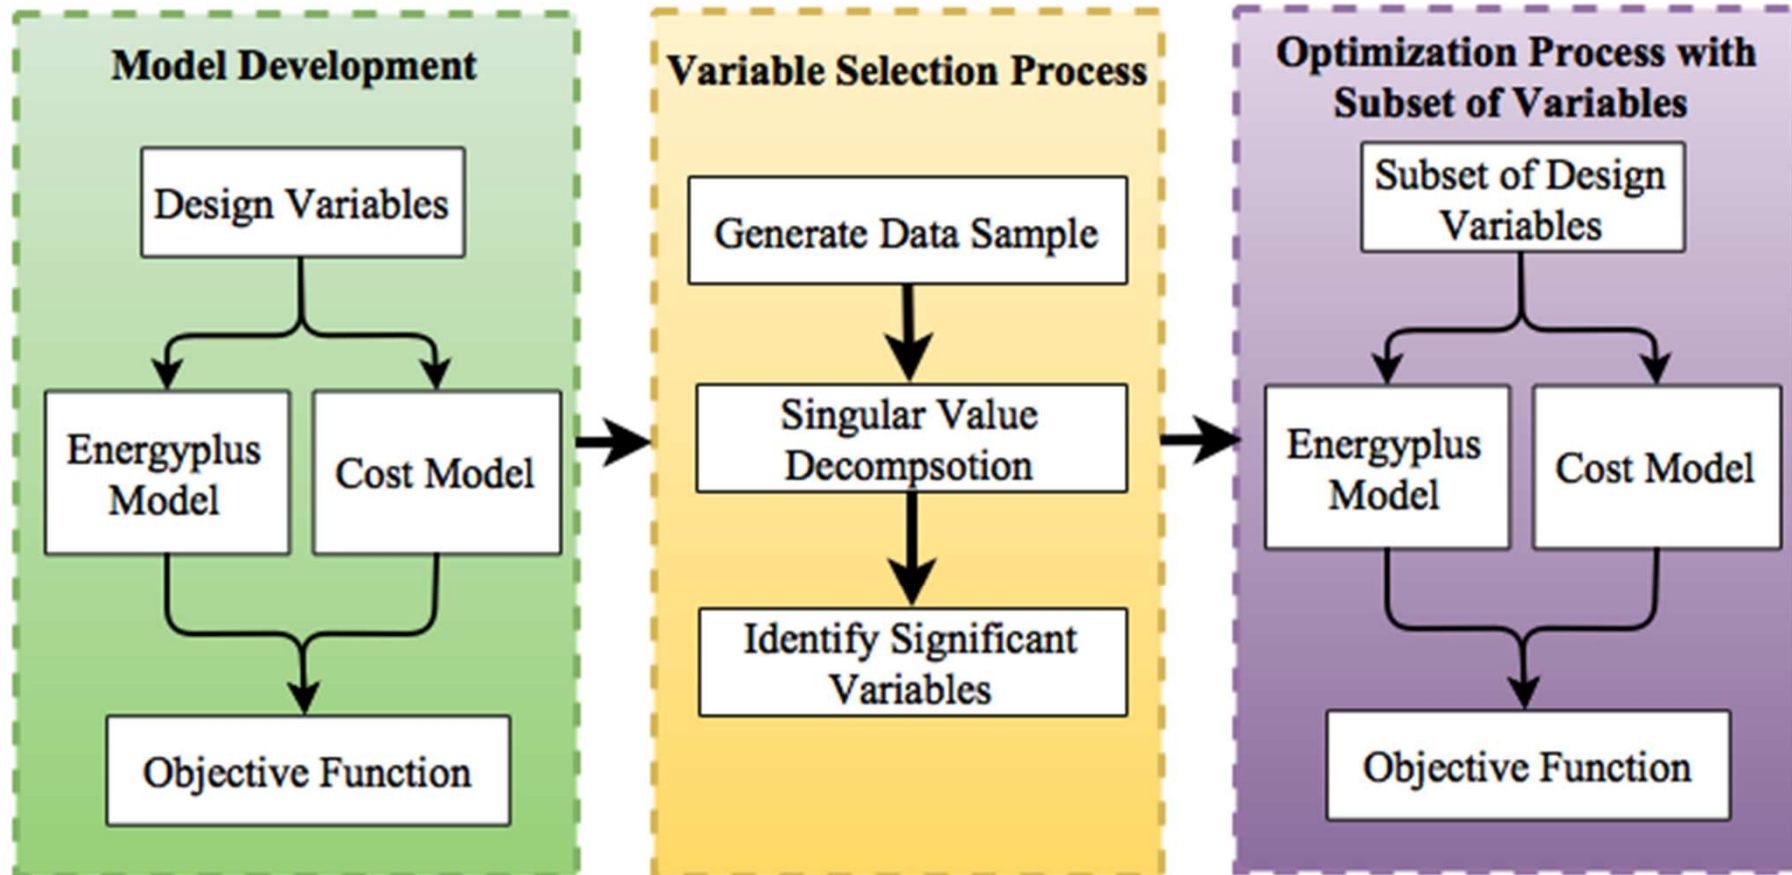 Model Development
Design Variables
Energyplus
Model
Cost Model
Objective Function
Variable Selection Process
Generate Data Sample
Singular Value
Decompsotion
Identify Significant
Variables
Optimization Process with
Subset of Variables
Subset of Design
Variables
Energyplus
Model
Cost Model
Objective Function